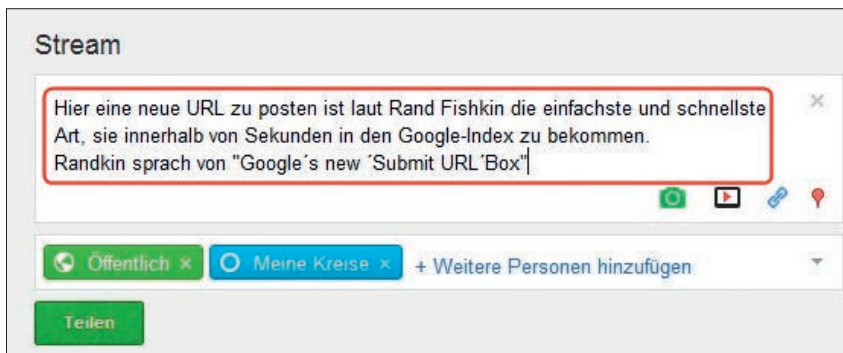 Stream
Hier eine neue URL zu posten ist laut Rand Fishkin die einfachste und schnellste
Art, sie innerhalb von Sekunden in den Google-Index zu bekommen.
Randkin sprach von "Google´s new ´Submit URL´Box"
Öffentlich × Meine Kreise × + Weitere Personen hinzufügen
Teilen